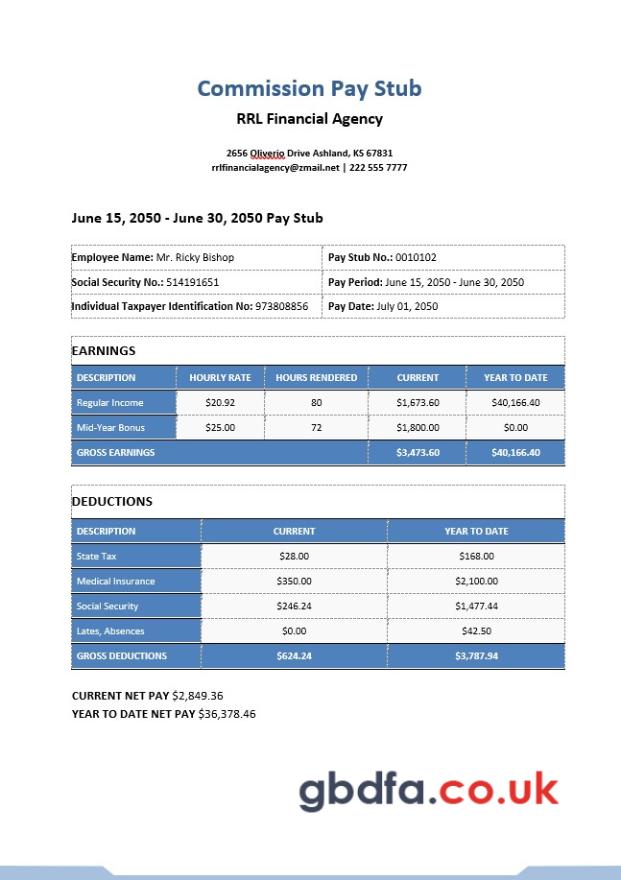 Commission Pay Stub
RRL Financial Agency
2656 Oliverio Drive Ashland, KS 67831
rrlfinancialagency@zmail.net | 222 555 7777
June 15, 2050 - June 30, 2050 Pay Stub
Employee Name: Mr. Ricky Bishop Pay Stub No.: 0010102
Social Security No.: 514191651 Pay Period: June 15, 2050 - June 30, 2050
Individual Taxpayer Identification No: 973808856 Pay Date: July 01, 2050
EARNINGS
DESCRIPTION HOURLY RATE HOURS RENDERED CURRENT YEAR TO DATE
Regular Income $20.92 80 $1,673.60 $40,166.40
Mid-Year Bonus $25.00 72 $1,800.00 $0.00
GROSS EARNINGS $3,473.60 $40,166.40
DEDUCTIONS
DESCRIPTION CURRENT YEAR TO DATE
State Tax $28.00 $168.00
Medical Insurance $350.00 $2,100.00
Social Security $246.24 $1,477.44
Lates, Absences $0.00 $42.50
GROSS DEDUCTIONS $624.24 $3,787.94
CURRENT NET PAY $2,849.36
YEAR TO DATE NET PAY $36,378.46
gbdfa.co.uk